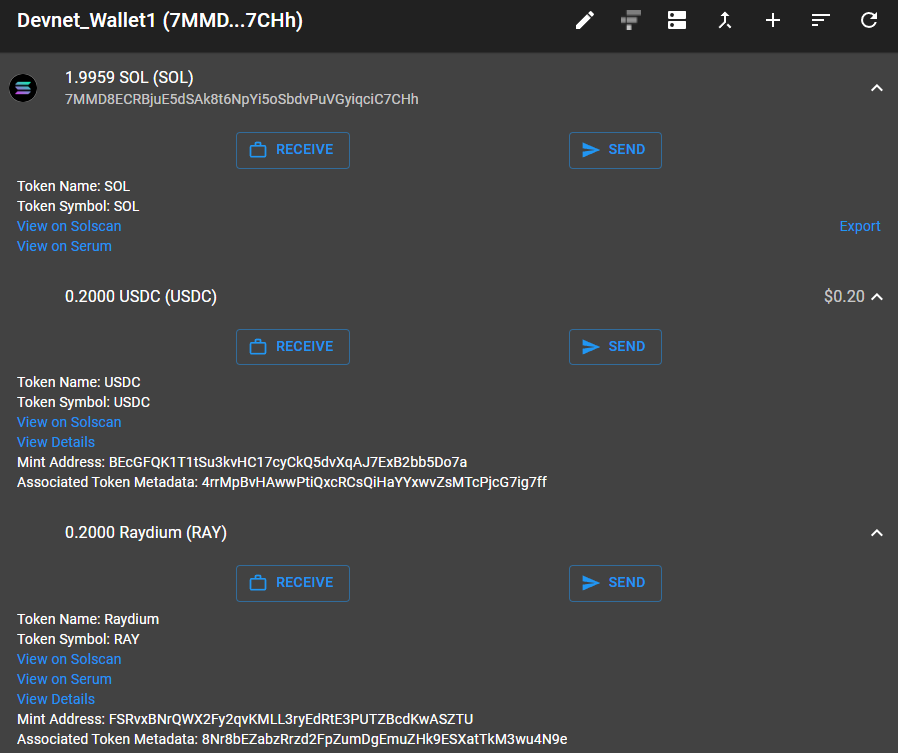 Devnet_Wallet1 (7MMD...7CHh)
1.9959 SOL (SOL)
7MMD8ECRBjuE5dSAk8t6NpYi5oSbdvPuVGyiqciC7CHh
RECEIVE SEND
Token Name: SOL
Token Symbol: SOL
View on Solscan Export
View on Serum
0.2000 USDC (USDC) $0.20
RECEIVE SEND
Token Name: USDC
Token Symbol: USDC
View on Solscan
View Details
Mint Address: BEcGFQK1T1tSu3kvHC17cyCkQ5dvXqAJ7ExB2bb5Do7a
Associated Token Metadata: 4rrMpBvHAwwPtiQxcRCsQiHaYYxwvZsMTcPjcG7ig7ff
0.2000 Raydium (RAY)
RECEIVE SEND
Token Name: Raydium
Token Symbol: RAY
View on Solscan
View on Serum
View Details
Mint Address: FSRvxBNrQWX2Fy2qvKMLL3ryEdRtE3PUTZBcdKwASZTU
Associated Token Metadata: 8Nr8bEZabzRrzd2FpZumDgEmuZHk9ESXatTkM3wu4N9e